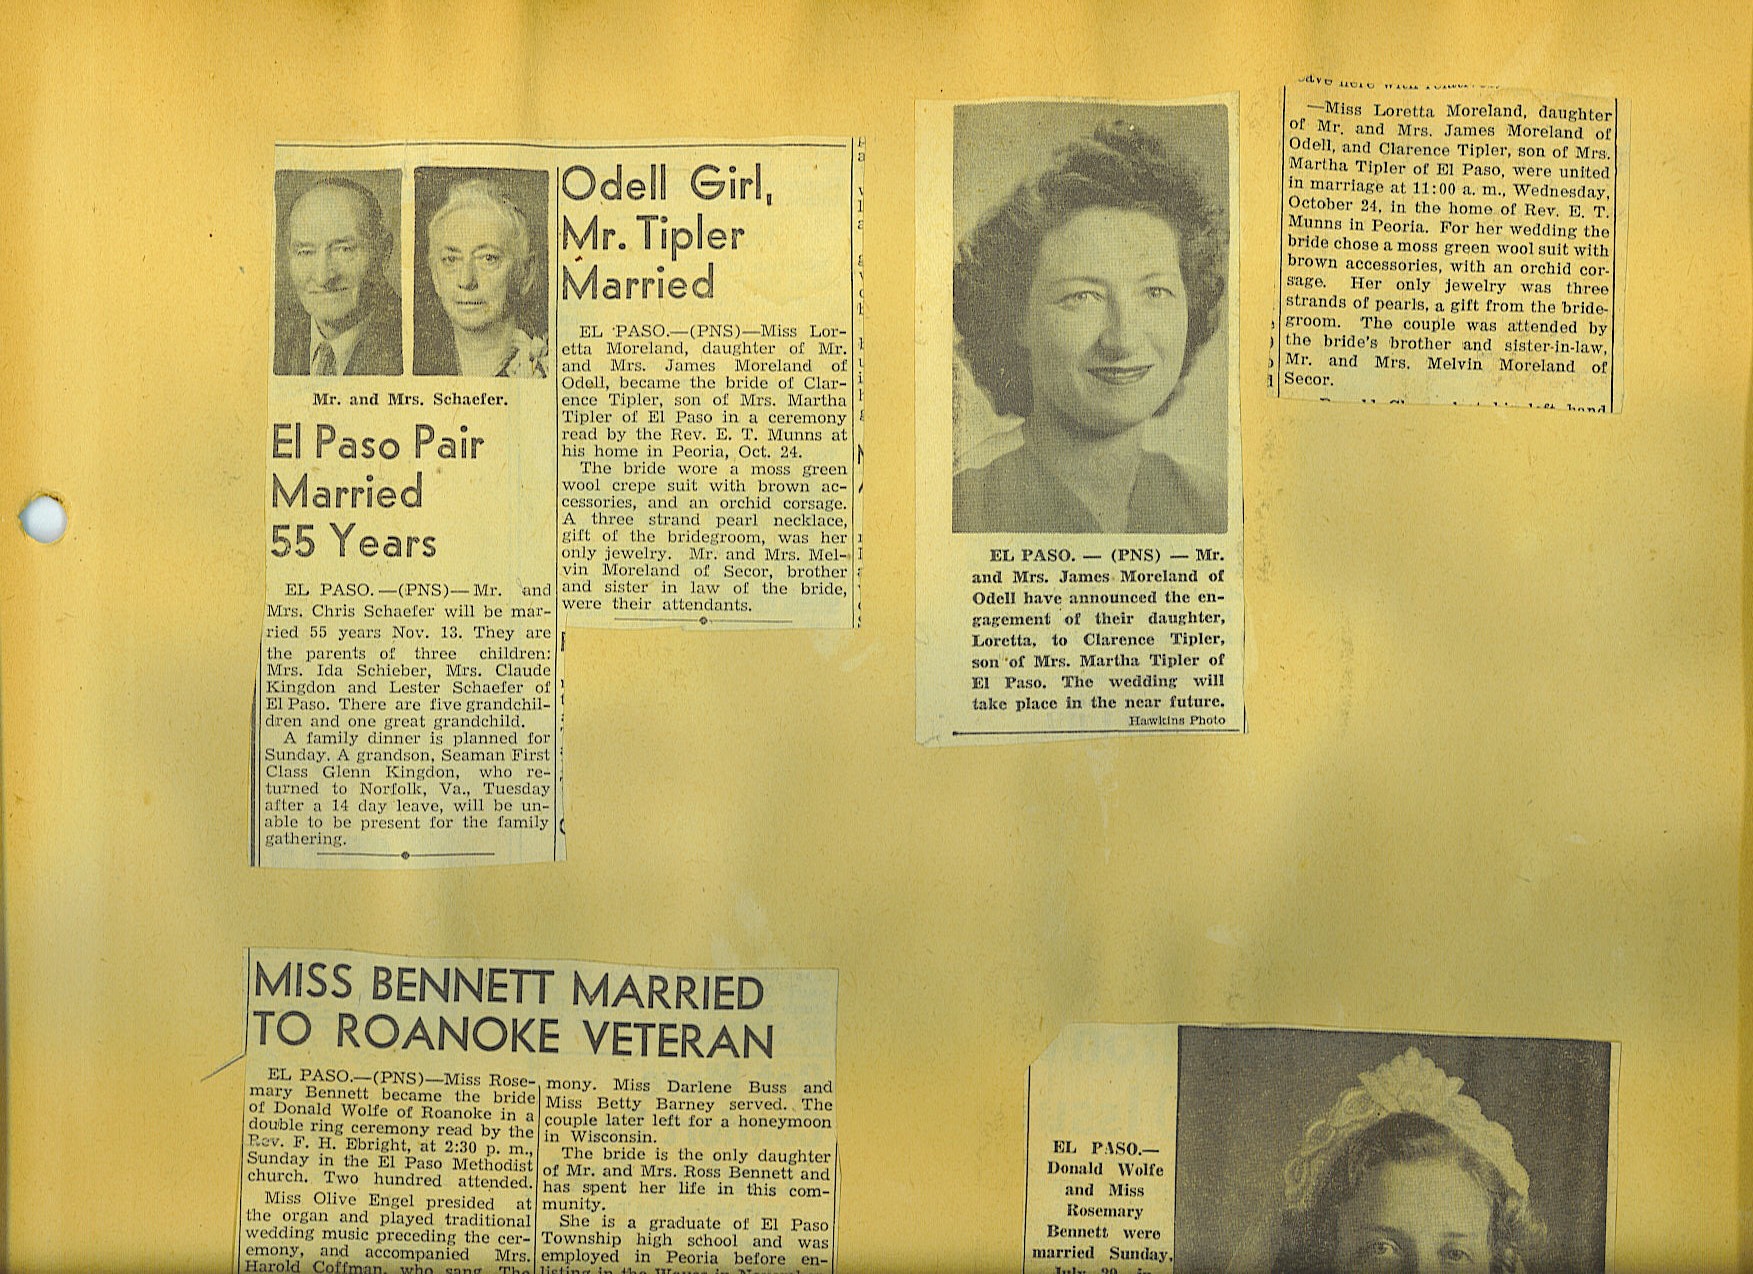 Mr. and Mrs. Schaefer.
El Paso Pair
Married
55 Years
EL PASO.—(PNS)—Mr. and
Mrs. Chris Schaefer will be mar-
ried 55 years Nov. 13. They are
the parents of three children:
Mrs. Ida Schieber, Mrs. Claude
Kingdon and Lester Schaefer of
El Paso. There are five grandchil-
dren and one great grandchild.
A family dinner is planned for
Sunday. A grandson, Seaman First
Class Glenn Kingdon, who re-
turned to Norfolk, Va., Tuesday
after a 14 day leave, will be un-
able to be present for the family
gathering.
Odell Girl,
Mr. Tipler
Married
EL PASO.—(PNS)—Miss Lor-
etta Moreland, daughter of Mr.
and Mrs. James Moreland of
Odell, became the bride of Clar-
ence Tipler, son of Mrs. Martha
Tipler of El Paso in a ceremony
read by the Rev. E. T. Munns at
his home in Peoria, Oct. 24.
The bride wore a moss green
wool crepe suit with brown ac-
cessories, and an orchid corsage.
A three strand pearl necklace,
gift of the bridegroom, was her
only jewelry. Mr. and Mrs. Mel-
vin Moreland of Secor, brother
and sister in law of the bride,
were their attendants.
EL PASO. — (PNS) — Mr.
and Mrs. James Moreland of
Odell have announced the en-
gagement of their daughter,
Loretta, to Clarence Tipler,
son of Mrs. Martha Tipler of
El Paso. The wedding will
take place in the near future.
Hawkins Photo
—Miss Loretta Moreland, daughter
of Mr. and Mrs. James Moreland of
Odell, and Clarence Tipler, son of Mrs.
Martha Tipler of El Paso, were united
in marriage at 11:00 a. m., Wednesday,
October 24, in the home of Rev. E. T.
Munns in Peoria. For her wedding the
bride chose a moss green wool suit with
brown accessories, with an orchid cor-
sage. Her only jewelry was three
strands of pearls, a gift from the bride-
groom. The couple was attended by
the bride's brother and sister-in-law,
Mr. and Mrs. Melvin Moreland of
Secor.
MISS BENNETT MARRIED
TO ROANOKE VETERAN
EL PASO.—(PNS)—Miss Rose-
mary Bennett became the bride
of Donald Wolfe of Roanoke in a
double ring ceremony read by the
Rev. F. H. Ebright, at 2:30 p. m.,
Sunday in the El Paso Methodist
church. Two hundred attended.
Miss Olive Engel presided at
the organ and played traditional
wedding music preceding the cer-
emony, and accompanied Mrs.
Harold Coffman, who sang. The
mony. Miss Darlene Buss and
Miss Betty Barney served. The
couple later left for a honeymoon
in Wisconsin.
The bride is the only daughter
of Mr. and Mrs. Ross Bennett and
has spent her life in this com-
munity.
She is a graduate of El Paso
Township high school and was
employed in Peoria before en-
listing in the Waves in
EL PASO.—
Donald Wolfe
and Miss
Rosemary
Bennett were
married Sunday,
July 29, in